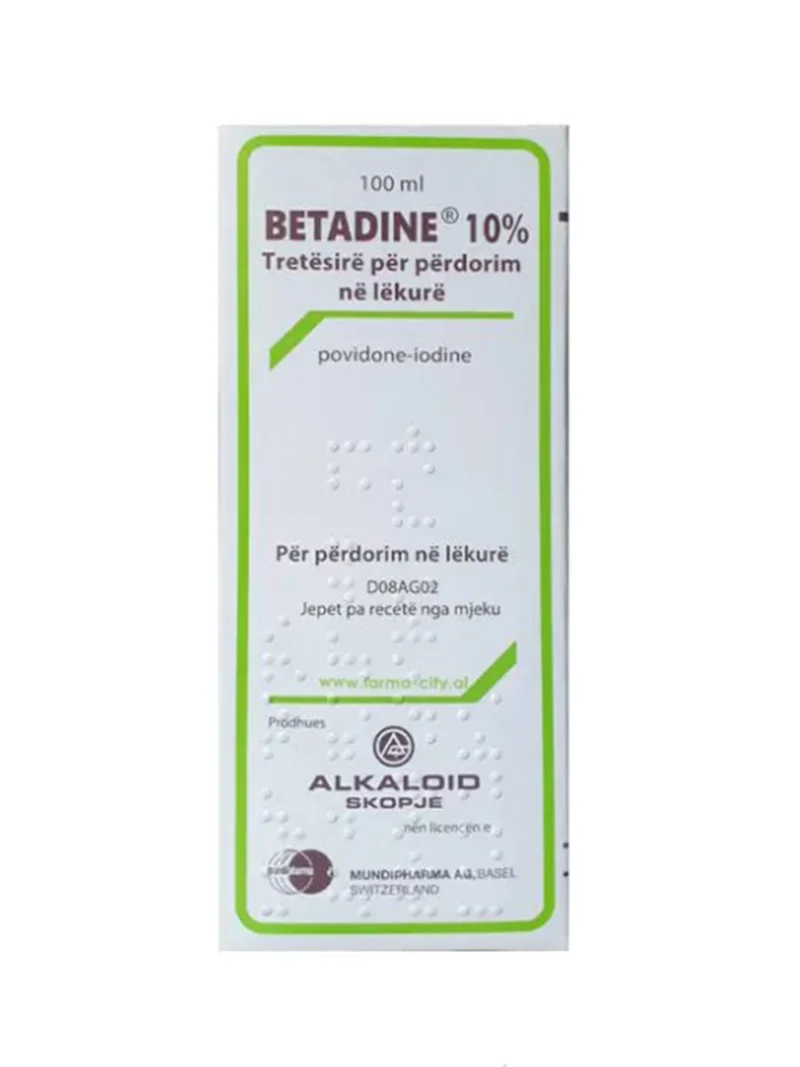 100 ml
BETADINE® 10%
Tretësirë për përdorim
në lëkurë
povidone-iodine
Për përdorim në lëkurë
D08AG02
Jepet pa recetë nga mjeku
www.farma-city.al
Prodhues
ALKALOID
SKOPJE
nën licencën e
MUNDIPHARMA AG, BASEL
SWITZERLAND